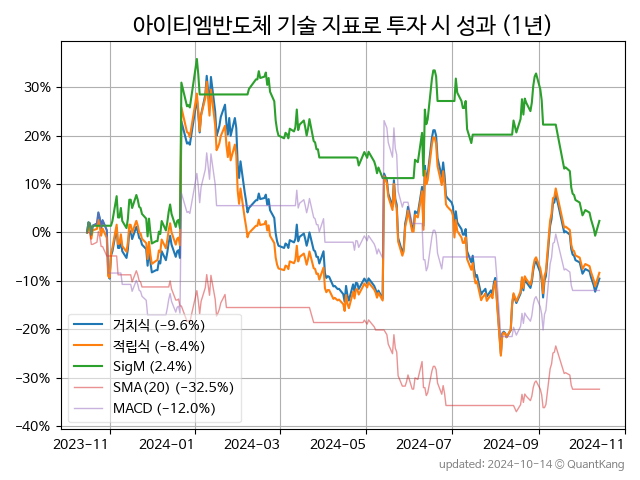 아이티엠반도체 기술 지표로 투자 시 성과 (1년)
30%
20%
10%
0%
−10%
−20%
−30%
−40%
거치식 (−9.6%)
적립식 (−8.4%)
SigM (2.4%)
SMA(20) (−32.5%)
MACD (−12.0%)
2023−11 2024−01 2024−03 2024−05 2024−07 2024−09 2024−11
updated: 2024-10-14 © QuantKang